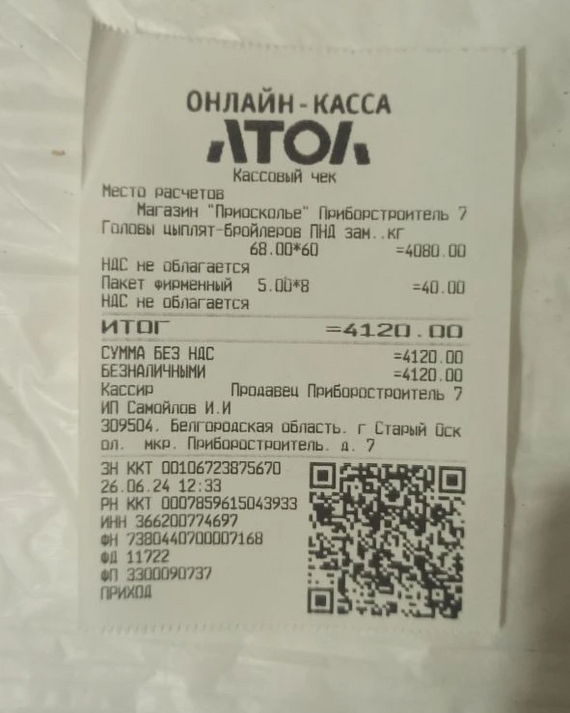 ОНЛАЙН-КАССА
АТОЛ
Кассовый чек
Место расчетов
Магазин "Приосколье" Приборстроитель 7
Головы цыплят-бройлеров ПНД зам..кг
68.00*60 =4080.00
НДС не облагается
Пакет фирменный 5.00*8 =40.00
НДС не облагается
ИТОГ =4120.00
СУММА БЕЗ НДС =4120.00
БЕЗНАЛИЧНЫМИ =4120.00
Кассир Продавец Приборостроитель 7
ИП Самойлов И.И
309504. Белгородская область. г Старый Оск
ол. мкр. Приборостроитель. д. 7
ЗН ККТ 00106723875670
26.06.24 12:33
РН ККТ 0007859615043933
ИНН 366200774697
ФН 7380440700007168
ФД 11722
ФП 3300090737
ПРИХОД